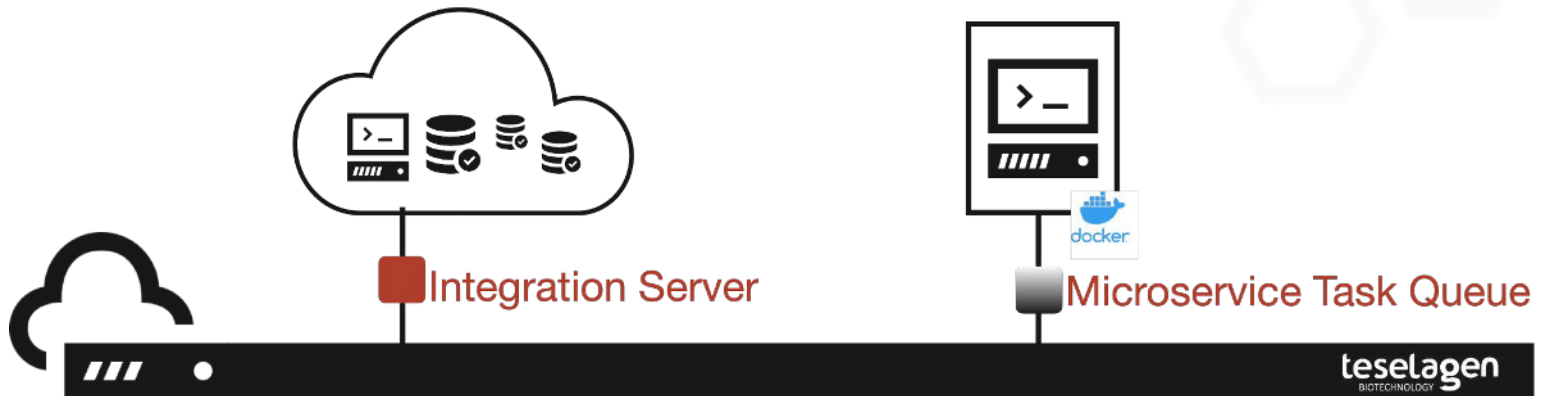 >_
>_
docker
Integration Server
Microservice Task Queue
teselagen
BIOTECHNOLOGY